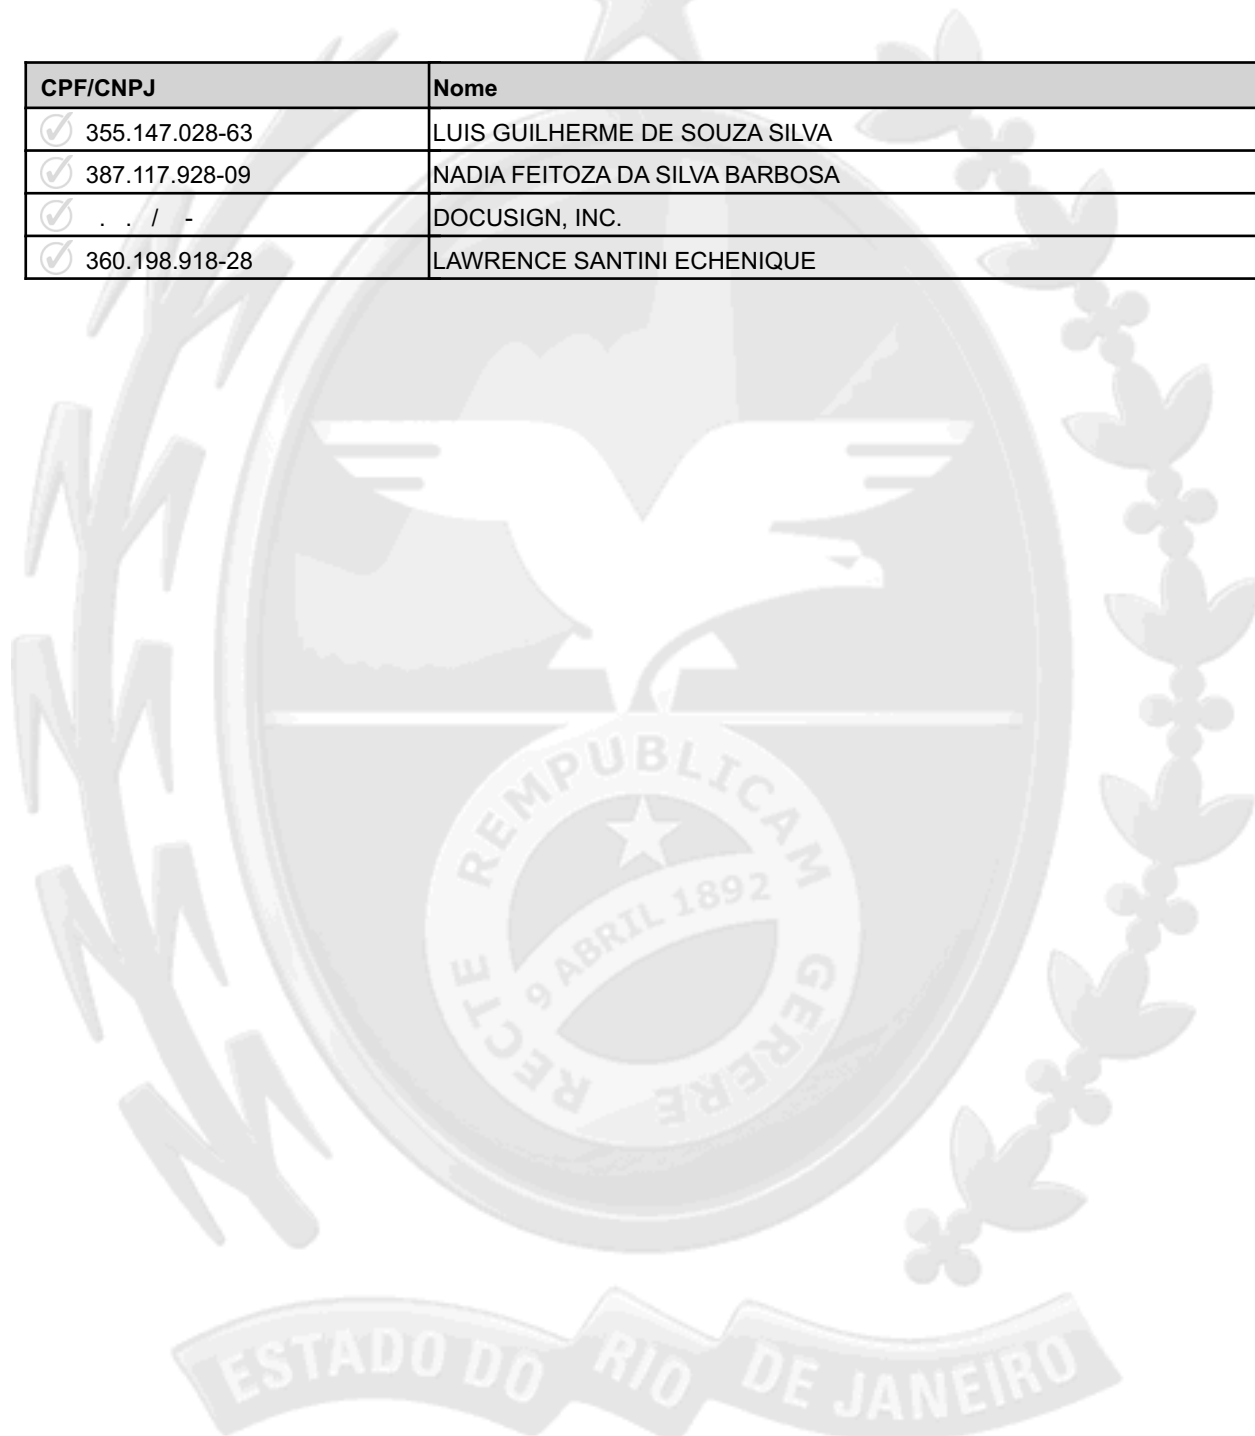 CPF/CNPJ Nome
355.147.028-63 LUIS GUILHERME DE SOUZA SILVA
387.117.928-09 NADIA FEITOZA DA SILVA BARBOSA
. . / - DOCUSIGN, INC.
360.198.918-28 LAWRENCE SANTINI ECHENIQUE
RECTE REMPUBLICAM GERERE
9 ABRIL 1892
ESTADO DO RIO DE JANEIRO